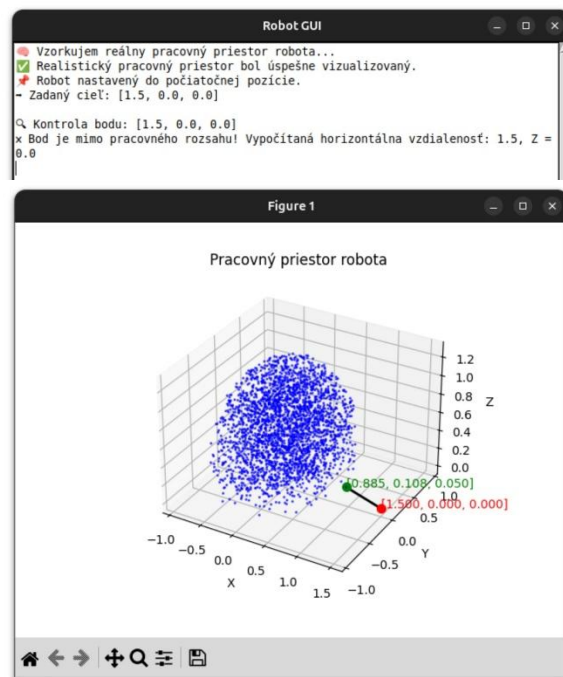 Robot GUI
🧠 Vzorkujem reálny pracovný priestor robota...
✅ Realistický pracovný priestor bol úspešne vizualizovaný.
📌 Robot nastavený do počiatočnej pozície.
➡ Zadaný cieľ: [1.5, 0.0, 0.0]
🔍 Kontrola bodu: [1.5, 0.0, 0.0]
x Bod je mimo pracovného rozsahu! Vypočítaná horizontálna vzdialenosť: 1.5, Z =
0.0
Figure 1
Pracovný priestor robota
1.2
1.0
0.8
Z
0.6
0.4
0.2
0.0
[0.885, 0.108, 0.050]
1.0
[1.500, 0.000, 0.000]
0.5
0.0
Y
−0.5
−1.0
−1.0
−0.5
0.0
0.5
X
1.0
1.5